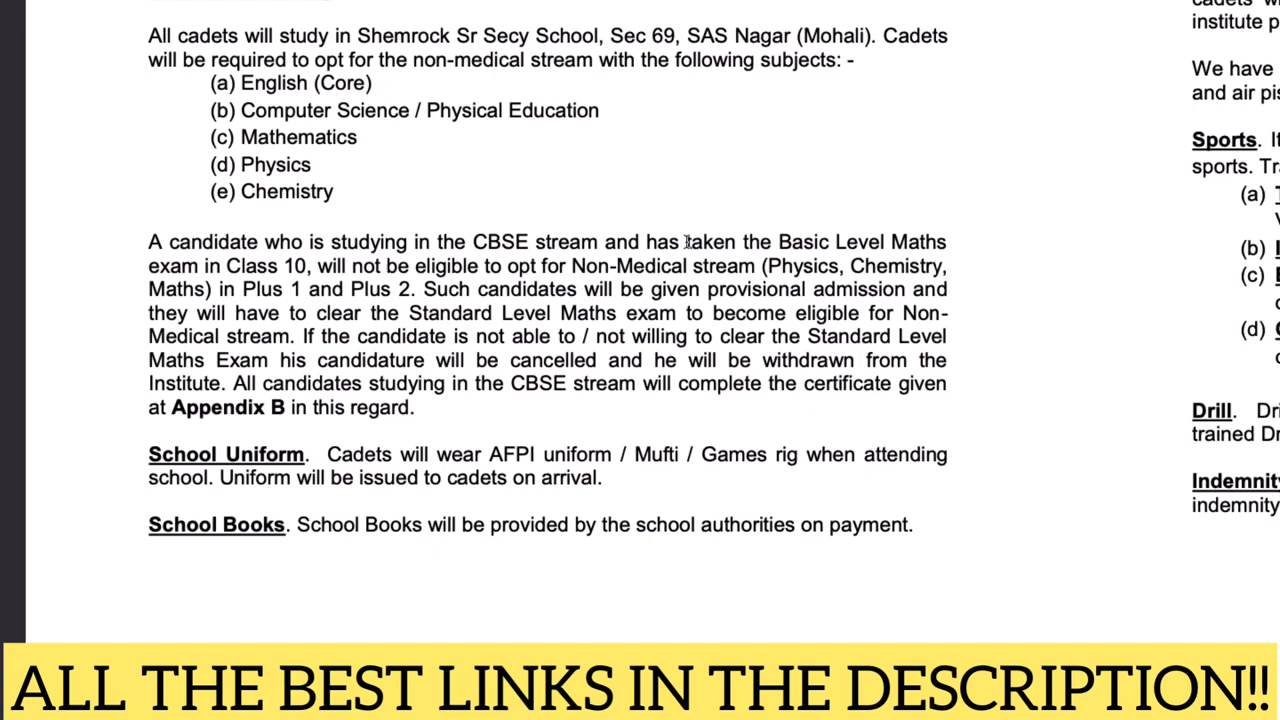 All cadets will study in Shemrock Sr Secy School, Sec 69, SAS Nagar (Mohali). Cadets
will be required to opt for the non-medical stream with the following subjects: -
(a) English (Core)
(b) Computer Science / Physical Education
(c) Mathematics
(d) Physics
(e) Chemistry
A candidate who is studying in the CBSE stream and has taken the Basic Level Maths
exam in Class 10, will not be eligible to opt for Non-Medical stream (Physics, Chemistry,
Maths) in Plus 1 and Plus 2. Such candidates will be given provisional admission and
they will have to clear the Standard Level Maths exam to become eligible for Non-
Medical stream. If the candidate is not able to / not willing to clear the Standard Level
Maths Exam his candidature will be cancelled and he will be withdrawn from the
Institute. All candidates studying in the CBSE stream will complete the certificate given
at Appendix B in this regard.
School Uniform. Cadets will wear AFPI uniform / Mufti / Games rig when attending
school. Uniform will be issued to cadets on arrival.
School Books. School Books will be provided by the school authorities on payment.
institute p
We have
and air pis
Sports. It
sports. Tra
(a)
(b)
(c)
(d)
Drill. Dri
trained Dr
Indemnity
indemnity
ALL THE BEST LINKS IN THE DESCRIPTION!!